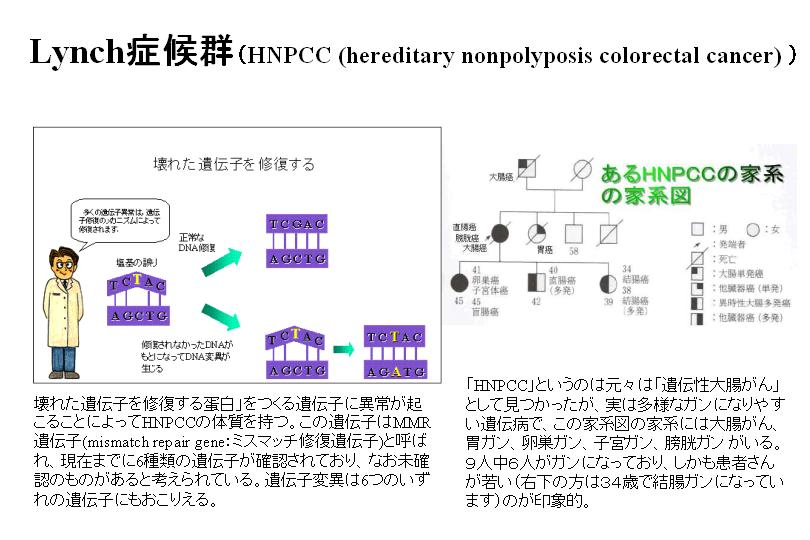 Lynch症候群(HNPCC (hereditary nonpolyposis colorectal cancer) )
壊れた遺伝子を修復する
多くの遺伝子異常は、遺伝
子修復のメカニズムによって
修復されます.
塩基の誤り
T C T A C
A G C T G
正常な
DNA修復
T C G A C
A G C T G
修復されなかったDNAが
もとになってDNA変異が
生じる
T C T A C
A G C T G
T C T A C
A G A T G
あるHNPCCの家系
の家系図
大腸癌
直腸癌
膀胱癌
大腸癌
胃癌
58
45
41
卵巣癌
子宮体癌
45
盲腸癌
42
40
直腸癌
(多発)
39
34
結腸癌
38
結腸癌
(多発)
:男 :女
:発端者
:死亡
:大腸単発癌
:他臓器癌(単発)
:異時性大腸多発癌
:他臓器癌(多発)
壊れた遺伝子を修復する蛋白」をつくる遺伝子に異常が起
こることによってHNPCCの体質を持つ。この遺伝子はMMR
遺伝子(mismatch repair gene:ミスマッチ修復遺伝子)と呼ば
れ、現在までに6種類の遺伝子が確認されており、なお未確
認のものがあると考えられている。遺伝子変異は6つのいず
れの遺伝子にもおこりえる。
「HNPCC」というのは元々は「遺伝性大腸がん」
として見つかったが、実は多様なガンになりやす
い遺伝病で、この家系図の家系には大腸がん、
胃ガン、卵巣ガン、子宮ガン、膀胱ガンがいる。
9人中6人がガンになっており、しかも患者さん
が若い(右下の方は34歳で結腸ガンになってい
ます)のが印象的。